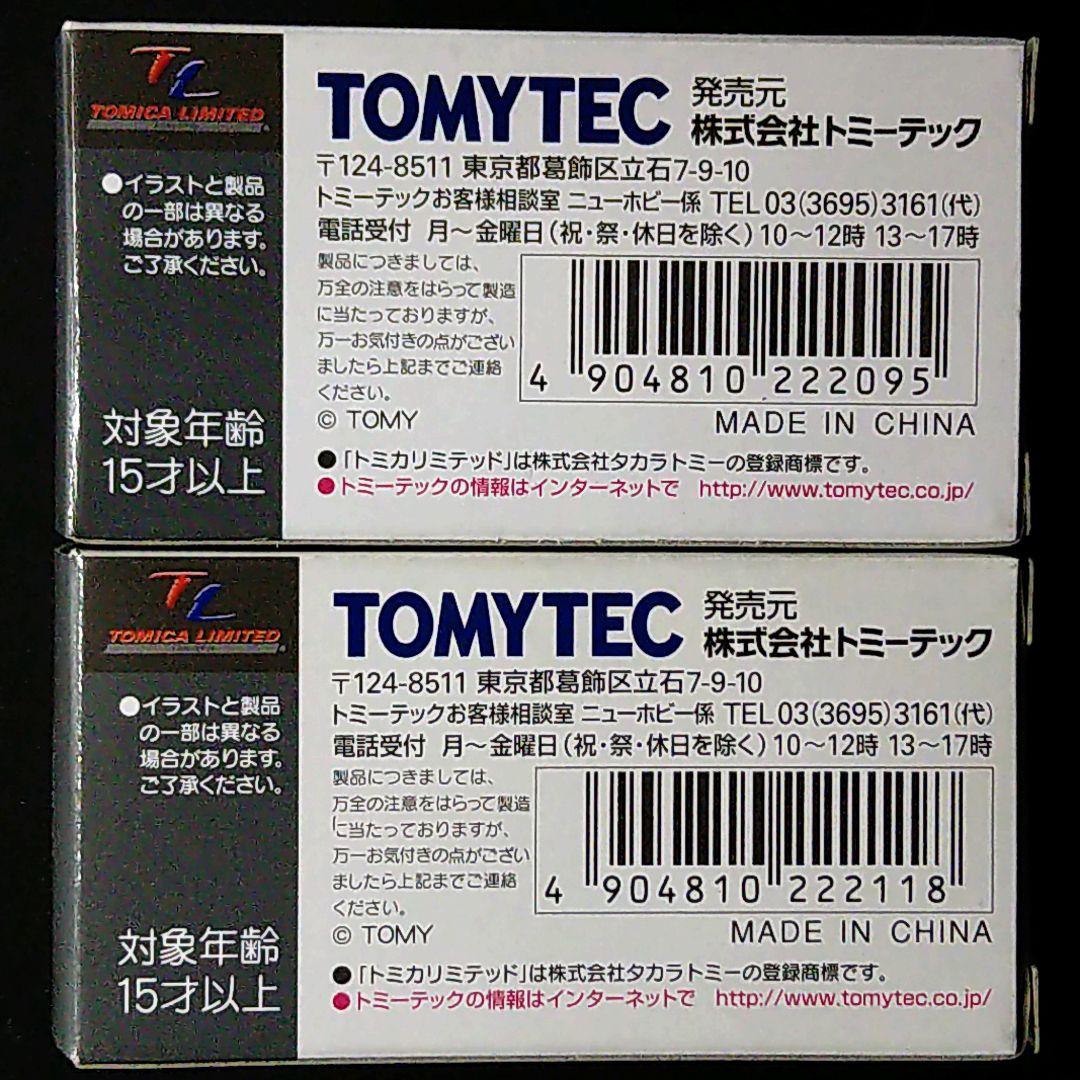 TL
TOMICA LIMITED
●イラストと製品
の一部は異なる
場合があります。
ご了承ください。
対象年齢
15才以上
TOMYTEC 発売元
株式会社トミーテック
〒124-8511 東京都葛飾区立石7-9-10
トミーテックお客様相談室 ニューホビー係 TEL 03(3695)3161(代)
電話受付 月～金曜日(祝・祭・休日を除く)10～12時 13～17時
製品につきましては、
万全の注意をはらって製造
に当たっておりますが、
万一お気付きの点がござい
ましたら上記までご連絡
ください。
© TOMY
4 904810 222095
MADE IN CHINA
●「トミカリミテッド」は株式会社タカラトミーの登録商標です。
●トミーテックの情報はインターネットで http://www.tomytec.co.jp/
TL
TOMICA LIMITED
●イラストと製品
の一部は異なる
場合があります。
ご了承ください。
対象年齢
15才以上
TOMYTEC 発売元
株式会社トミーテック
〒124-8511 東京都葛飾区立石7-9-10
トミーテックお客様相談室 ニューホビー係 TEL 03(3695)3161(代)
電話受付 月～金曜日(祝・祭・休日を除く)10～12時 13～17時
製品につきましては、
万全の注意をはらって製造
に当たっておりますが、
万一お気付きの点がござい
ましたら上記までご連絡
ください。
© TOMY
4 904810 222118
MADE IN CHINA
●「トミカリミテッド」は株式会社タカラトミーの登録商標です。
●トミーテックの情報はインターネットで http://www.tomytec.co.jp/